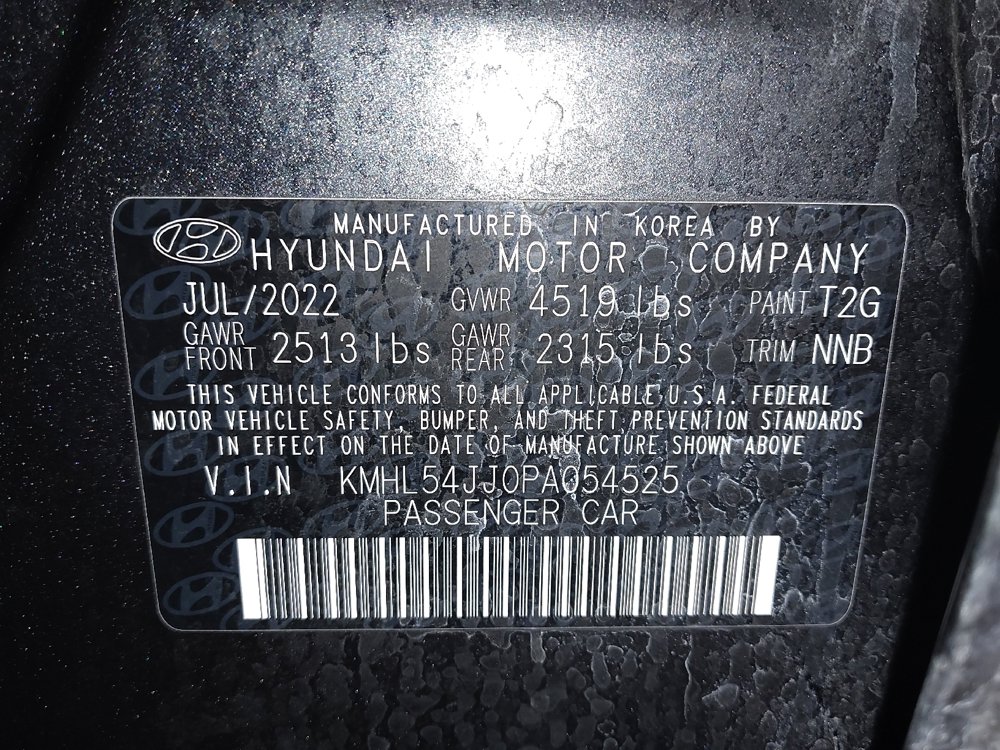 MANUFACTURED IN KOREA BY
HYUNDAI MOTOR COMPANY
JUL/2022 GVWR 4519 lbs PAINT T2G
GAWR FRONT 2513 lbs GAWR REAR 2315 lbs TRIM NNB
THIS VEHICLE CONFORMS TO ALL APPLICABLE U.S.A. FEDERAL
MOTOR VEHICLE SAFETY, BUMPER, AND THEFT PREVENTION STANDARDS
IN EFFECT ON THE DATE OF MANUFACTURE SHOWN ABOVE
V.I.N KMHL54JJ0PA054525
PASSENGER CAR